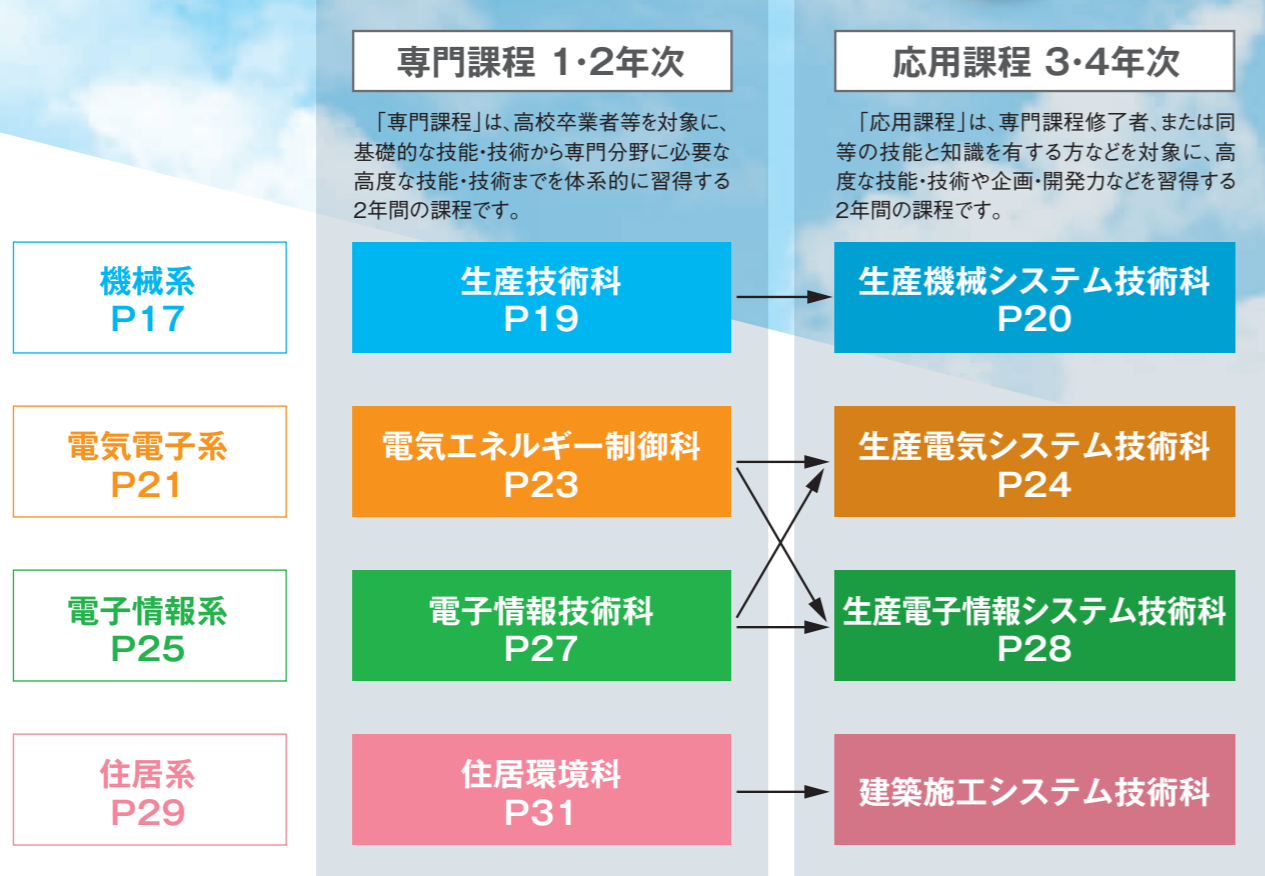 専門課程 1・2年次
「専門課程」は、高校卒業者等を対象に、
基礎的な技能・技術から専門分野に必要な
高度な技能・技術までを体系的に習得する
2年間の課程です。
応用課程 3・4年次
「応用課程」は、専門課程修了者、または同
等の技能と知識を有する方などを対象に、高
度な技能・技術や企画・開発力などを習得する
2年間の課程です。
機械系
P17
生産技術科
P19
生産機械システム技術科
P20
電気電子系
P21
電気エネルギー制御科
P23
生産電気システム技術科
P24
電子情報系
P25
電子情報技術科
P27
生産電子情報システム技術科
P28
住居系
P29
住居環境科
P31
建築施工システム技術科